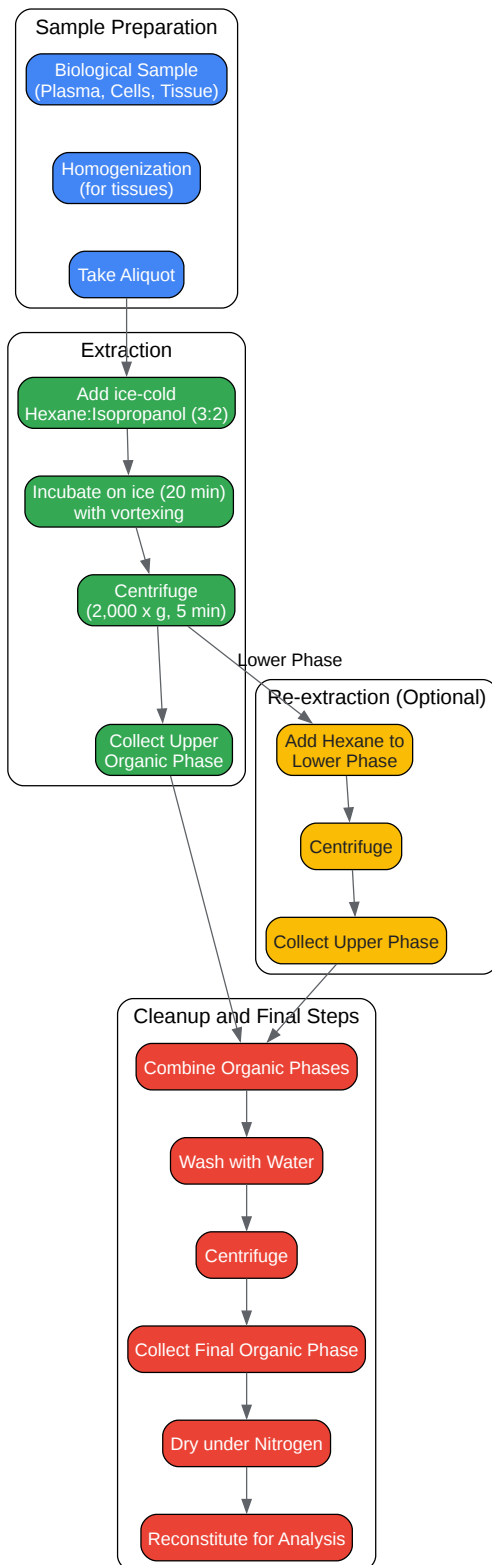 Sample Preparation
Biological Sample
(Plasma, Cells, Tissue)
Homogenization
(for tissues)
Take Aliquot
Extraction
Add ice-cold
Hexane:Isopropanol (3:2)
Incubate on ice (20 min)
with vortexing
Centrifuge
(2,000 x g, 5 min)
Lower Phase
Collect Upper
Organic Phase
Re-extraction (Optional)
Add Hexane to
Lower Phase
Centrifuge
Collect Upper Phase
Cleanup and Final Steps
Combine Organic Phases
Wash with Water
Centrifuge
Collect Final Organic Phase
Dry under Nitrogen
Reconstitute for Analysis